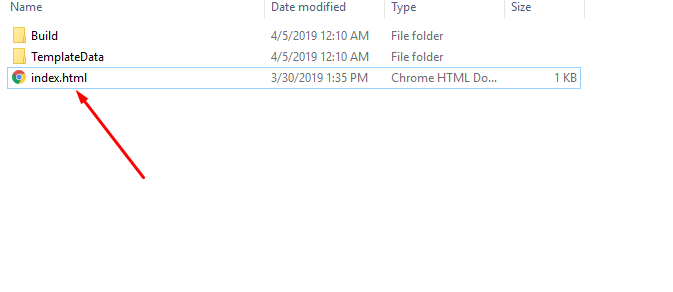 Name Date modified Type Size
Build 4/5/2019 12:10 AM File folder
TemplateData 4/5/2019 12:10 AM File folder
index.html 3/30/2019 1:35 PM Chrome HTML Do... 1 KB